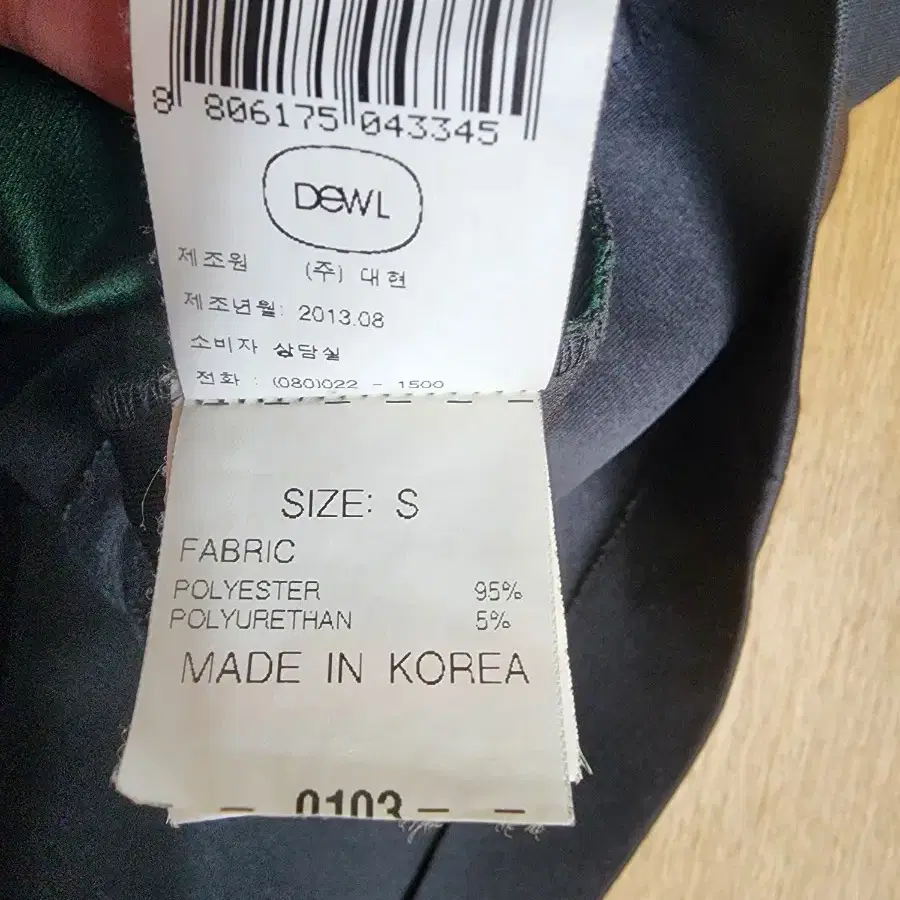 8 806175 043345
DEWL
제조원 (주) 대현
제조년월: 2013.08
소비자 상담실
전화 : (080)022 - 1500
SIZE: S
FABRIC
POLYESTER 95%
POLYURETHAN 5%
MADE IN KOREA
0103